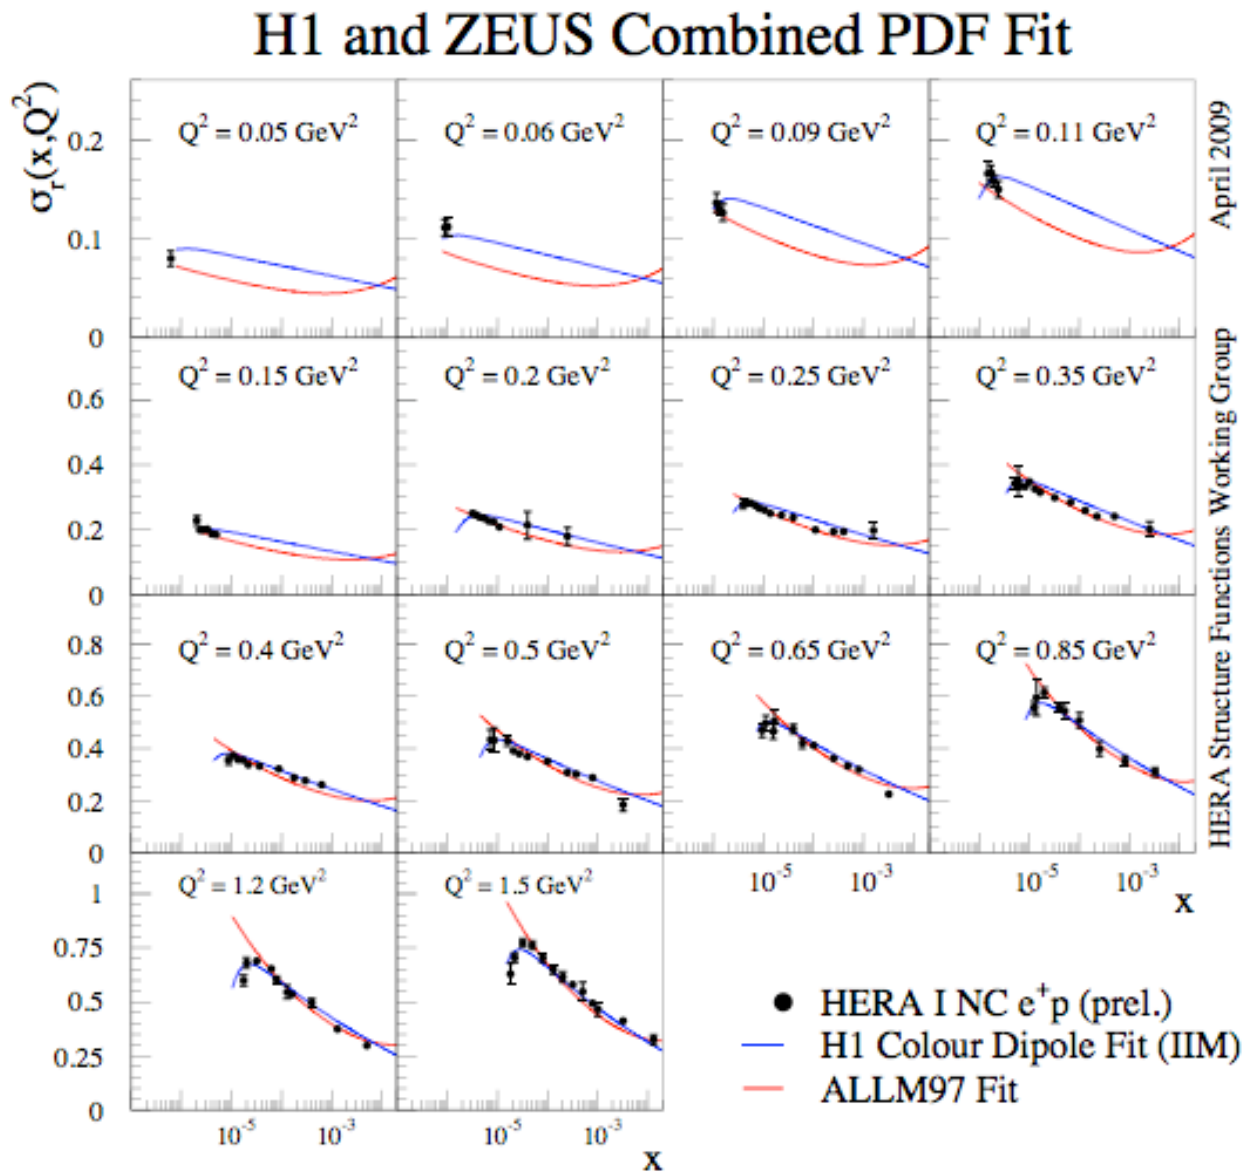 H1 and ZEUS Combined PDF Fit
σr(x,Q²)
April 2009
HERA Structure Functions Working Group
0.2
0.1
0
Q² = 0.05 GeV²
Q² = 0.06 GeV²
Q² = 0.09 GeV²
Q² = 0.11 GeV²
0.6
0.4
0.2
0
Q² = 0.15 GeV²
Q² = 0.2 GeV²
Q² = 0.25 GeV²
Q² = 0.35 GeV²
0.8
0.6
0.4
0.2
0
Q² = 0.4 GeV²
Q² = 0.5 GeV²
Q² = 0.65 GeV²
Q² = 0.85 GeV²
10⁻⁵ 10⁻³
10⁻⁵ 10⁻³
x
1
0.75
0.5
0.25
0
Q² = 1.2 GeV²
Q² = 1.5 GeV²
HERA I NC e⁺p (prel.)
H1 Colour Dipole Fit (IIM)
ALLM97 Fit
10⁻⁵ 10⁻³
10⁻⁵ 10⁻³
x